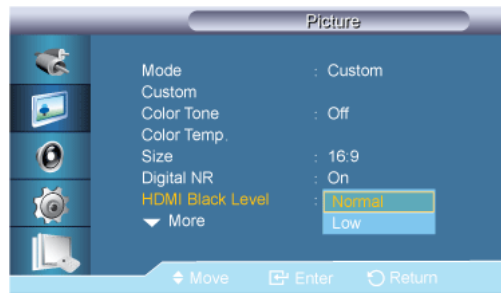 Picture
Mode : Custom
Custom
Color Tone : Off
Color Temp.
Size : 16:9
Digital NR : On
HDMI Black Level : Normal
Low
More
Move Enter Return